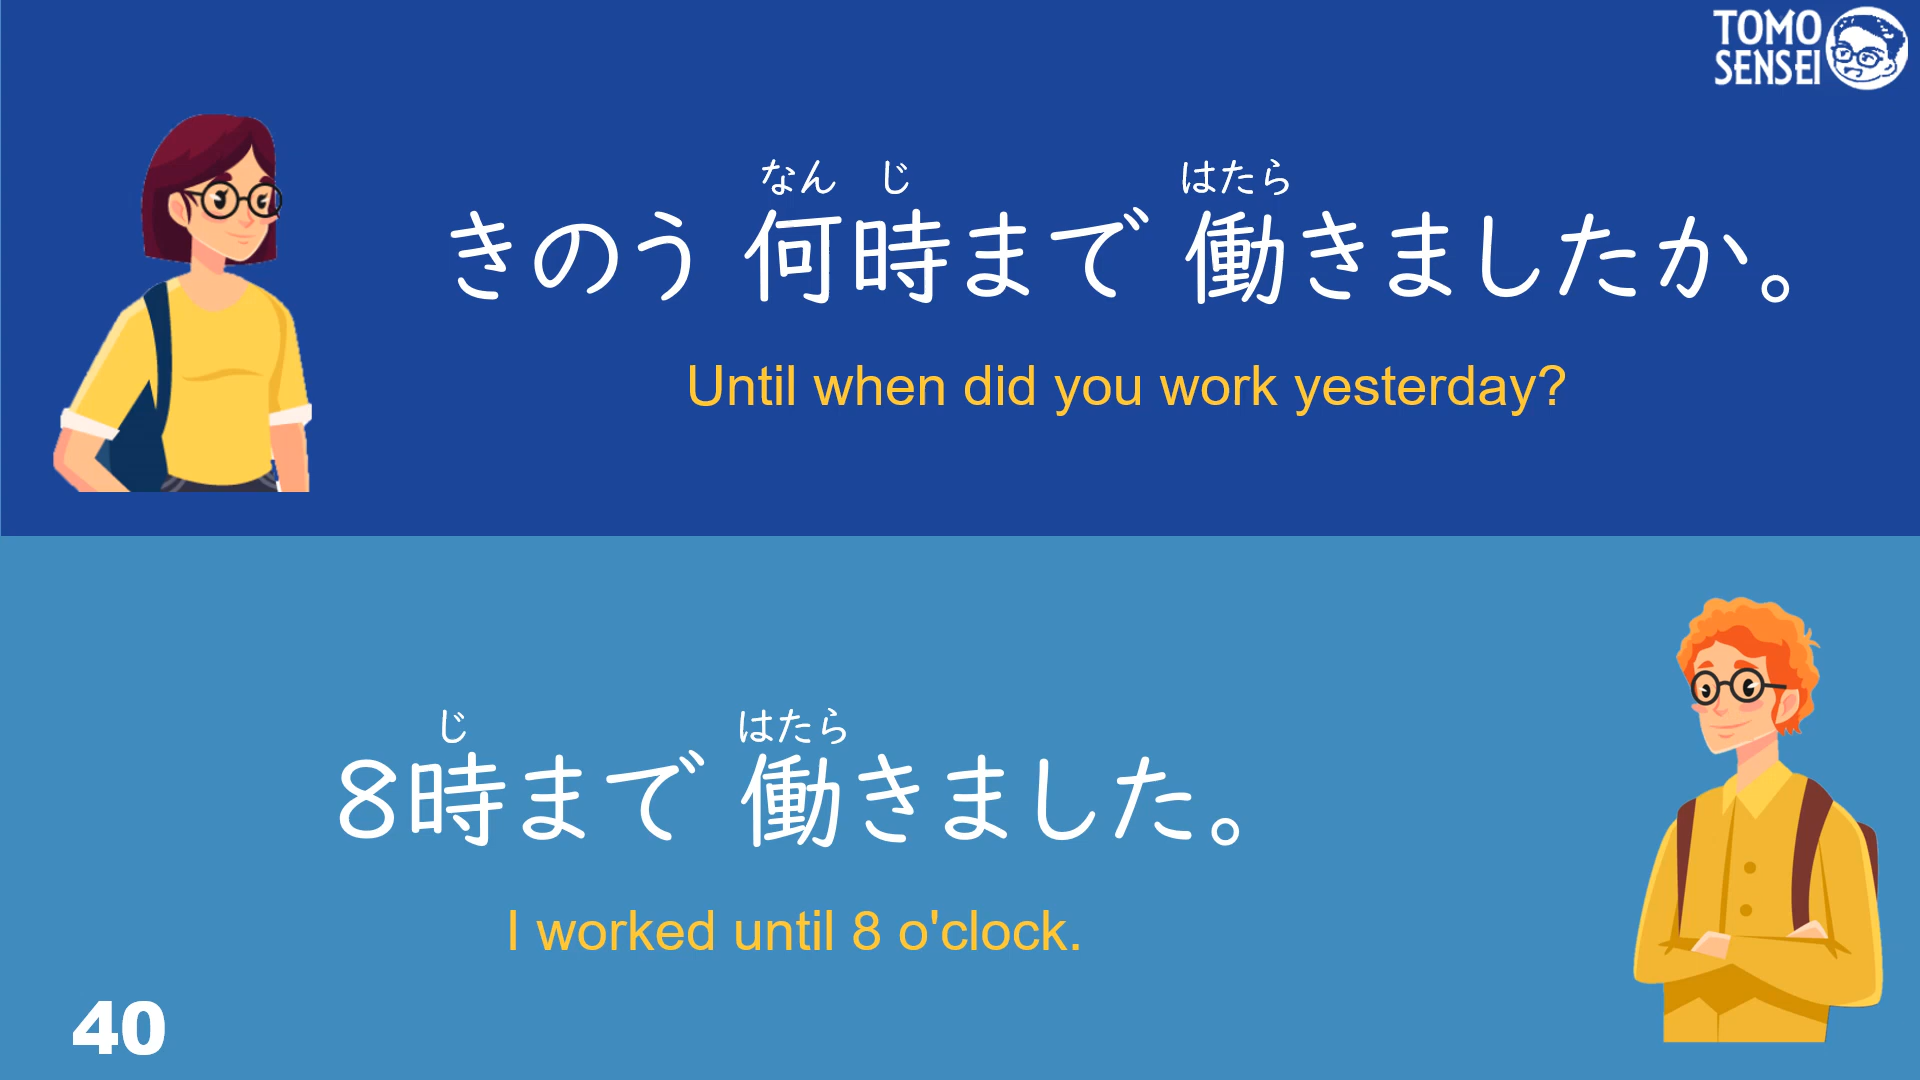 TOMO
SENSEI
なん じ はたら
きのう 何時まで 働きましたか。
Until when did you work yesterday?
じ はたら
8時まで 働きました。
I worked until 8 o'clock.
40